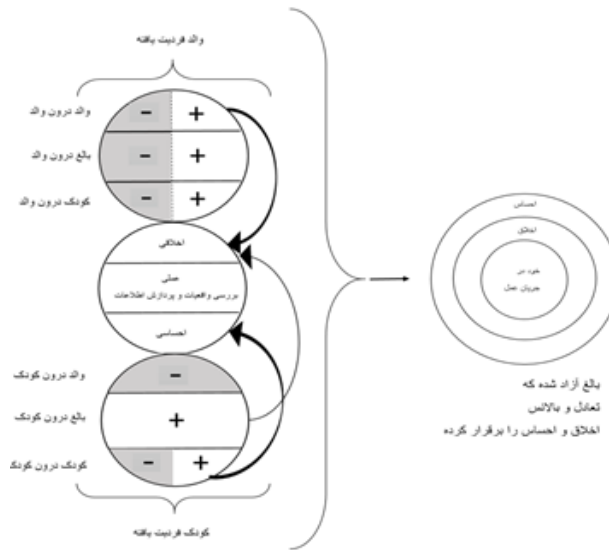 والد فردیت یافته
والد درون والد
- +
بالغ درون والد
- +
کودک درون والد
- +
اخلاقی
عملی
بررسی واقعیات و پردازش اطلاعات
احساسی
والد درون کودک
-
بالغ درون کودک
+
کودک درون کودک
- +
کودک فردیت یافته
احساس
اخلاق
خود در
جریان عمل
بالغ آزاد شده که
تعادل و بالانس
اخلاق و احساس را برقرار کرده